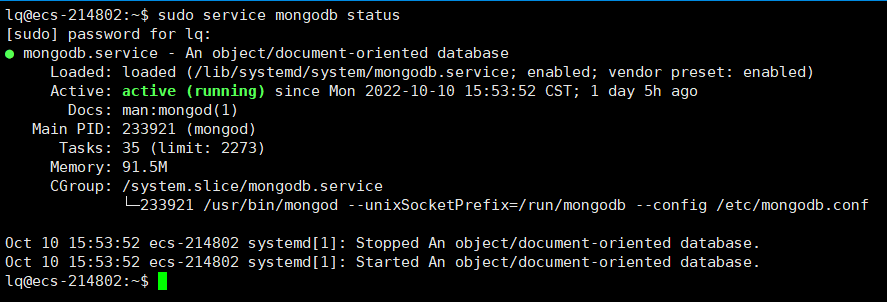 lq@ecs-214802:~$ sudo service mongodb status
[sudo] password for lq:
● mongodb.service - An object/document-oriented database
     Loaded: loaded (/lib/systemd/system/mongodb.service; enabled; vendor preset: enabled)
     Active: active (running) since Mon 2022-10-10 15:53:52 CST; 1 day 5h ago
       Docs: man:mongod(1)
   Main PID: 233921 (mongod)
      Tasks: 35 (limit: 2273)
     Memory: 91.5M
     CGroup: /system.slice/mongodb.service
             └─233921 /usr/bin/mongod --unixSocketPrefix=/run/mongodb --config /etc/mongodb.conf

Oct 10 15:53:52 ecs-214802 systemd[1]: Stopped An object/document-oriented database.
Oct 10 15:53:52 ecs-214802 systemd[1]: Started An object/document-oriented database.
lq@ecs-214802:~$